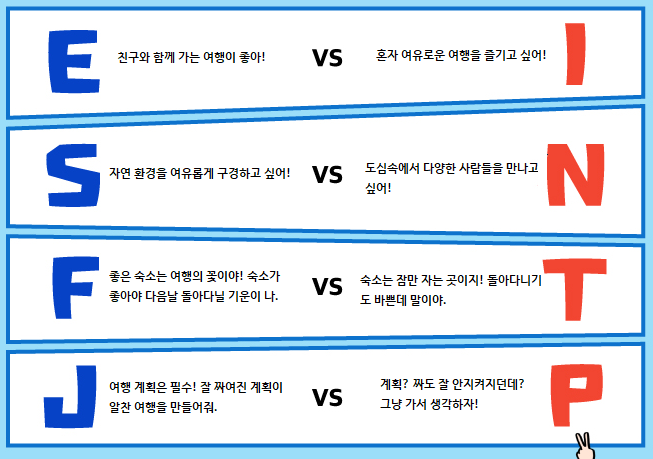 E 친구와 함께 가는 여행이 좋아! VS 혼자 여유로운 여행을 즐기고 싶어! I
S 자연 환경을 여유롭게 구경하고 싶어! VS 도심속에서 다양한 사람들을 만나고
싶어! N
F 좋은 숙소는 여행의 꽃이야! 숙소가
좋아야 다음날 돌아다닐 기운이 나. VS 숙소는 잠만 자는 곳이지! 돌아다니기
도 바쁜데 말이야. T
J 여행 계획은 필수! 잘 짜여진 계획이
알찬 여행을 만들어줘. VS 계획? 짜도 잘 안지켜지던데?
그냥 가서 생각하자! P